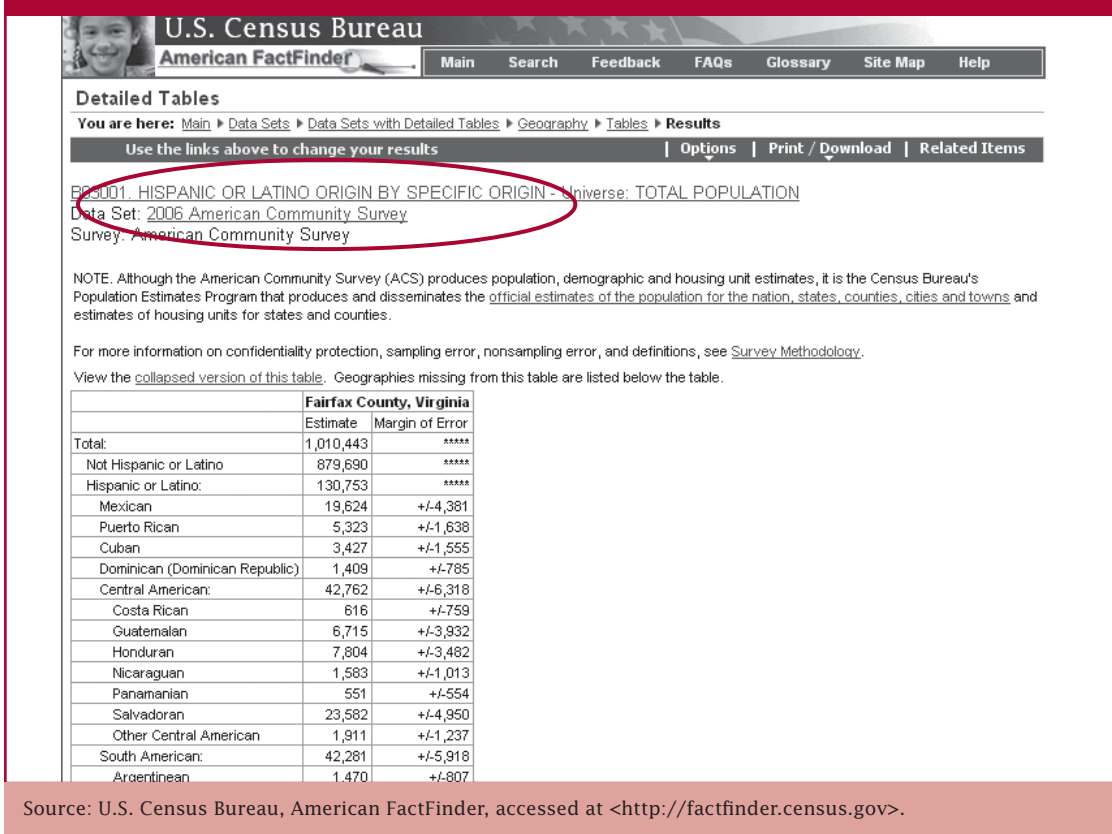 U.S. Census Bureau
American FactFinder
Main Search Feedback FAQs Glossary Site Map Help
Detailed Tables
You are here: Main ▶ Data Sets ▶ Data Sets with Detailed Tables ▶ Geography ▶ Tables ▶ Results
Use the links above to change your results | Options | Print / Download | Related Items
B03001. HISPANIC OR LATINO ORIGIN BY SPECIFIC ORIGIN - Universe: TOTAL POPULATION
Data Set: 2006 American Community Survey
Survey: American Community Survey
NOTE. Although the American Community Survey (ACS) produces population, demographic and housing unit estimates, it is the Census Bureau's
Population Estimates Program that produces and disseminates the official estimates of the population for the nation, states, counties, cities and towns and
estimates of housing units for states and counties.
For more information on confidentiality protection, sampling error, nonsampling error, and definitions, see Survey Methodology.
View the collapsed version of this table. Geographies missing from this table are listed below the table.
Fairfax County, Virginia
Estimate Margin of Error
Total: 1,010,443 *****
Not Hispanic or Latino 879,690 *****
Hispanic or Latino: 130,753 *****
Mexican 19,624 +/-4,381
Puerto Rican 5,323 +/-1,638
Cuban 3,427 +/-1,555
Dominican (Dominican Republic) 1,409 +/-785
Central American: 42,762 +/-6,318
Costa Rican 616 +/-759
Guatemalan 6,715 +/-3,932
Honduran 7,804 +/-3,482
Nicaraguan 1,583 +/-1,013
Panamanian 551 +/-554
Salvadoran 23,582 +/-4,950
Other Central American 1,911 +/-1,237
South American: 42,281 +/-5,918
Argentinean 1,470 +/-807
Source: U.S. Census Bureau, American FactFinder, accessed at <http://factfinder.census.gov>.